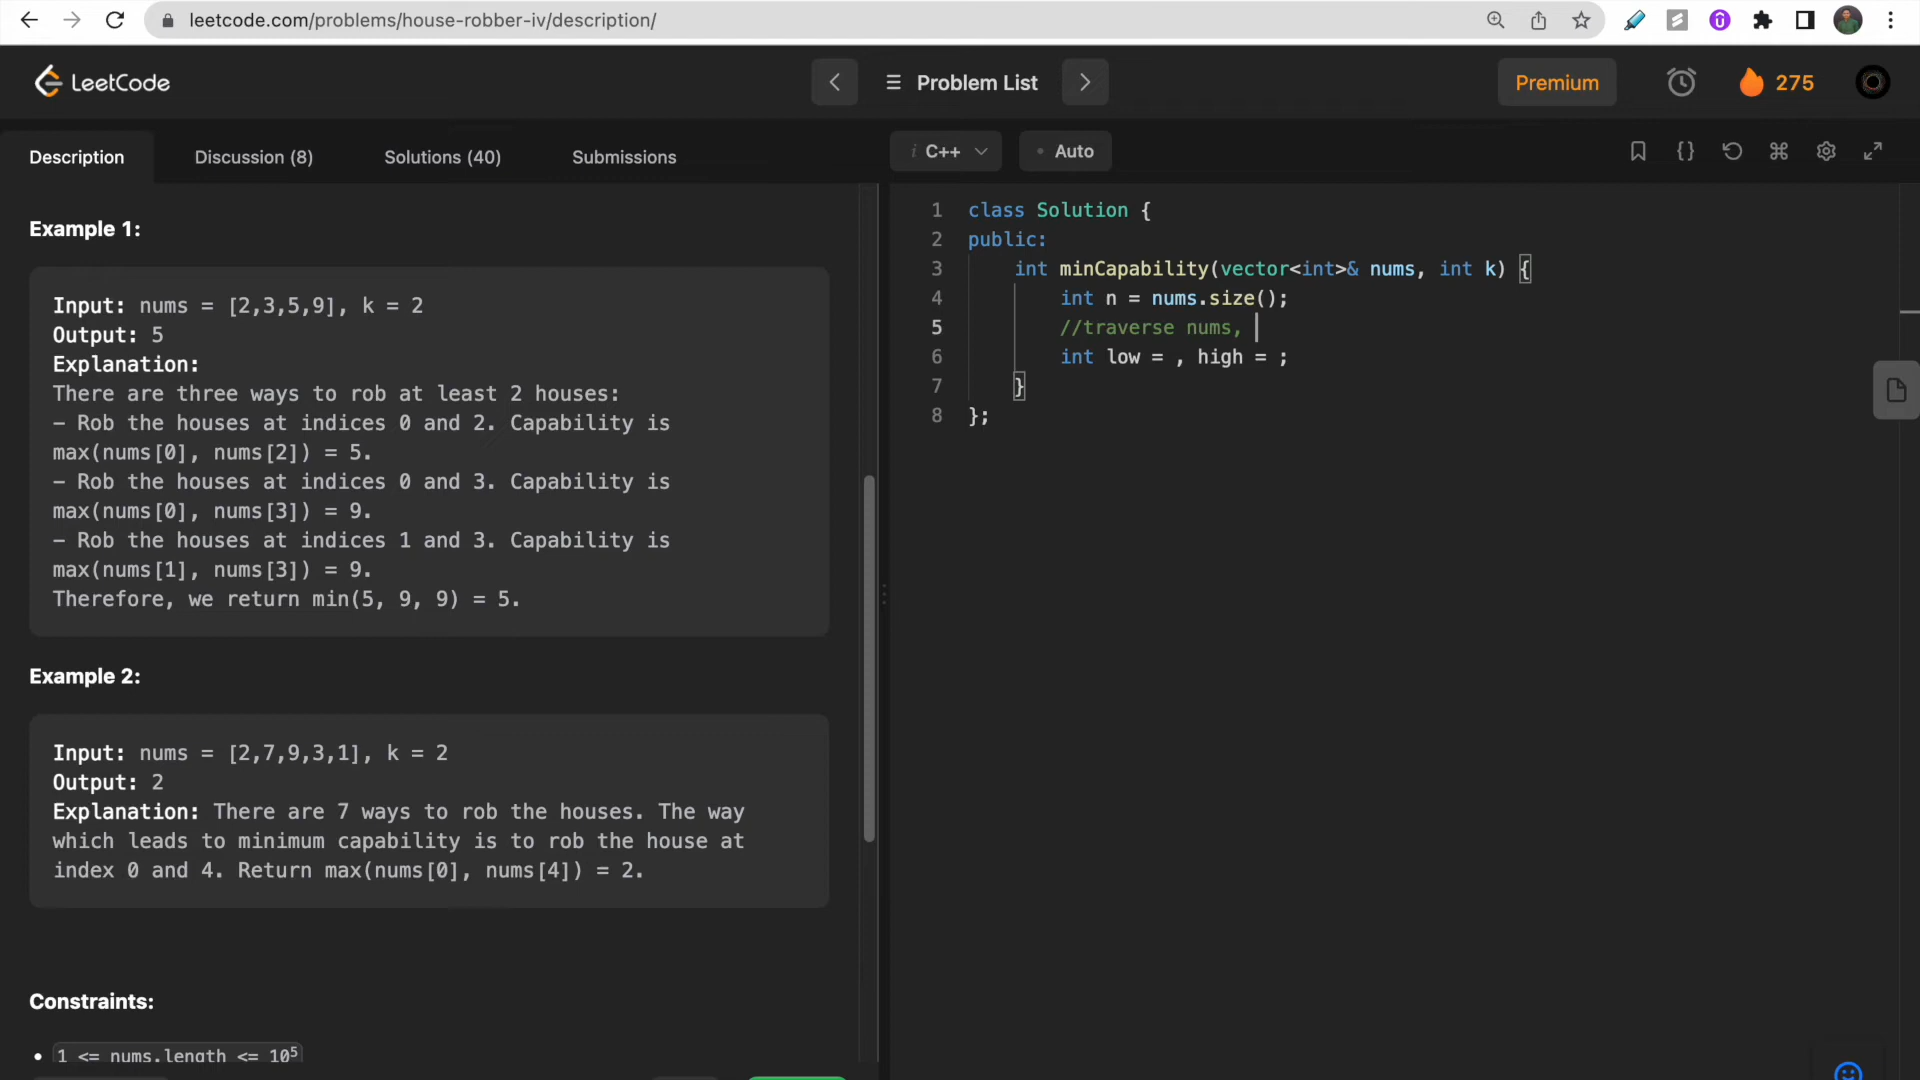 leetcode.com/problems/house-robber-iv/description/
LeetCode
Problem List
Premium
275
Description
Discussion (8)
Solutions (40)
Submissions
i C++
• Auto
Example 1:
Input: nums = [2,3,5,9], k = 2
Output: 5
Explanation:
There are three ways to rob at least 2 houses:
- Rob the houses at indices 0 and 2. Capability is
max(nums[0], nums[2]) = 5.
- Rob the houses at indices 0 and 3. Capability is
max(nums[0], nums[3]) = 9.
- Rob the houses at indices 1 and 3. Capability is
max(nums[1], nums[3]) = 9.
Therefore, we return min(5, 9, 9) = 5.
Example 2:
Input: nums = [2,7,9,3,1], k = 2
Output: 2
Explanation: There are 7 ways to rob the houses. The way
which leads to minimum capability is to rob the house at
index 0 and 4. Return max(nums[0], nums[4]) = 2.
Constraints:
• 1 <= nums.length <= 10⁵
1 class Solution {
2 public:
3 int minCapability(vector<int>& nums, int k) {
4 int n = nums.size();
5 //traverse nums,
6 int low = , high = ;
7 }
8 };